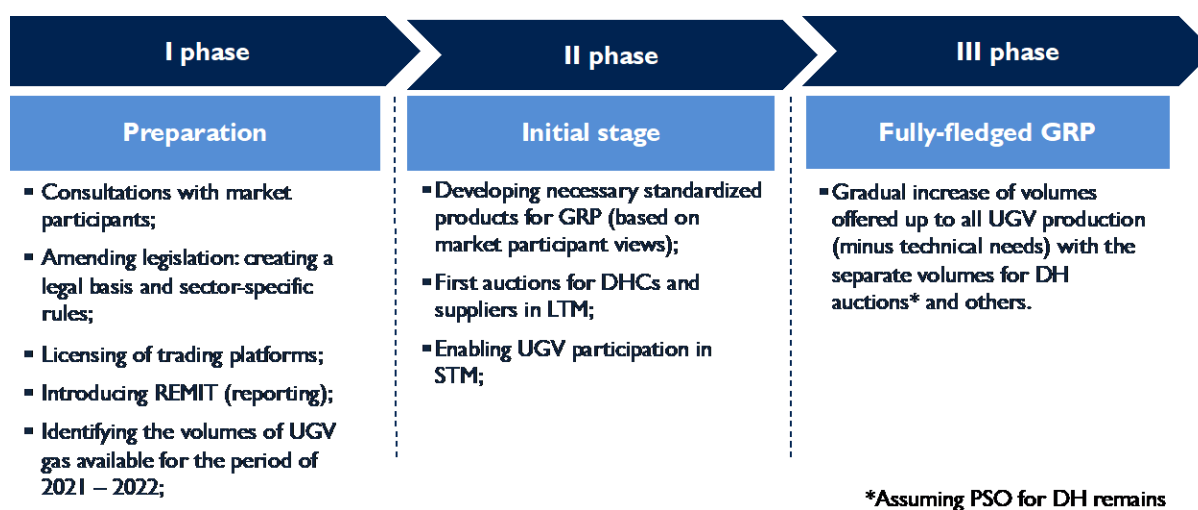 I phase
Preparation
▪ Consultations with market
participants;
▪ Amending legislation: creating a
legal basis and sector-specific
rules;
▪ Licensing of trading platforms;
▪ Introducing REMIT (reporting);
▪ Identifying the volumes of UGV
gas available for the period of
2021 – 2022;
II phase
Initial stage
▪ Developing necessary standardized
products for GRP (based on
market participant views);
▪ First auctions for DHCs and
suppliers in LTM;
▪ Enabling UGV participation in
STM;
III phase
Fully-fledged GRP
▪ Gradual increase of volumes
offered up to all UGV production
(minus technical needs) with the
separate volumes for DH
auctions* and others.
*Assuming PSO for DH remains